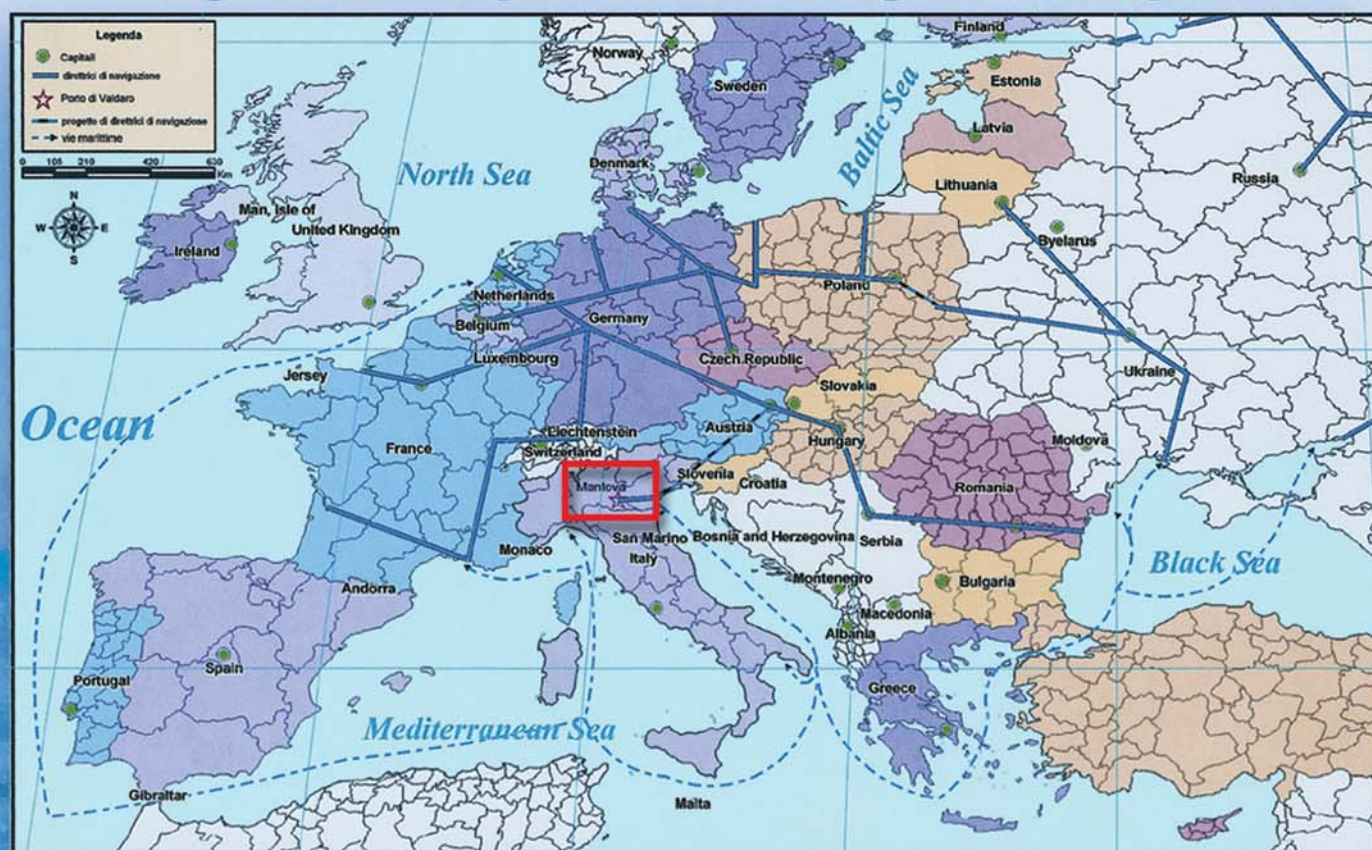 Legenda
Capitali
direttrici di navigazione
Porto di Valdaro
progetto di direttrici di navigazione
vie marittime
0 105 210 420 630
Km
N
W E
S
Norway
Finland
Sweden
Estonia
Baltic Sea
Latvia
Denmark
North Sea
Lithuania
Russia
Man, Isle of
United Kingdom
Ireland
Byelarus
Netherlands
Poland
Belgium
Germany
Luxembourg
Czech Republic
Jersey
Slovakia
Ukraine
Ocean
Austria
Liechtenstein
Hungary
Moldova
France
Switzerland
Slovenia
Croatia
Mantova
Romania
San Marino
Bosnia and Herzegovina
Serbia
Monaco
Italy
Black Sea
Andorra
Montenegro
Bulgaria
Macedonia
Albania
Spain
Portugal
Greece
Mediterranean Sea
Gibraltar
Malta